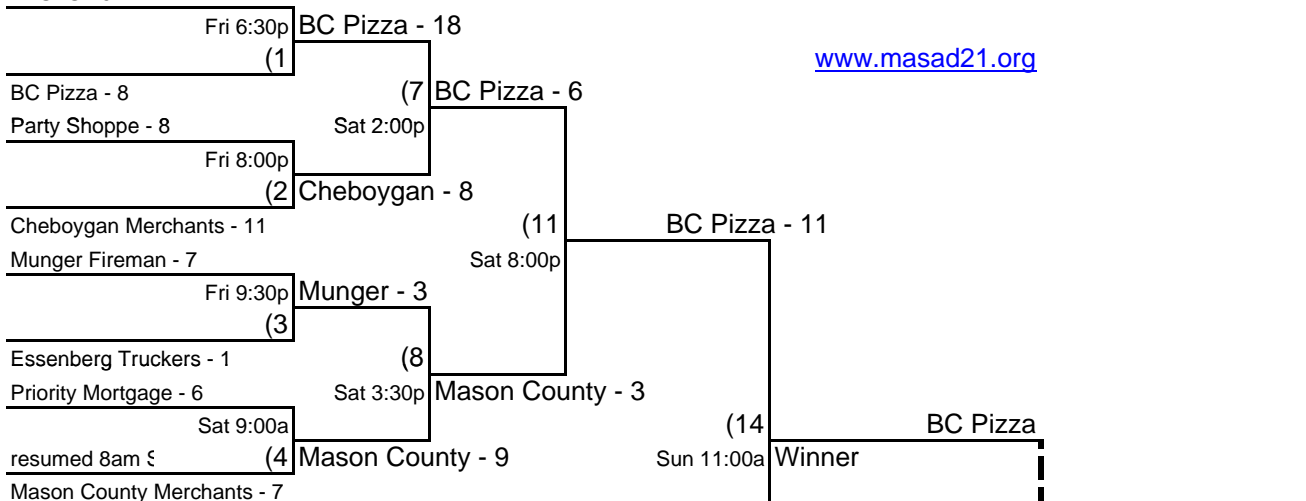 Fri 6:30p BC Pizza - 18
(1
www.masad21.org
BC Pizza - 8
(7 BC Pizza - 6
Party Shoppe - 8
Sat 2:00p
Fri 8:00p
(2 Cheboygan - 8
Cheboygan Merchants - 11
(11
BC Pizza - 11
Munger Fireman - 7
Sat 8:00p
Fri 9:30p Munger - 3
(3
Essenberg Truckers - 1
(8
Priority Mortgage - 6
Sat 3:30p Mason County - 3
Sat 9:00a
(14
BC Pizza
resumed 8am
(4 Mason County - 9
Sun 11:00a Winner
Mason County Merchants - 7